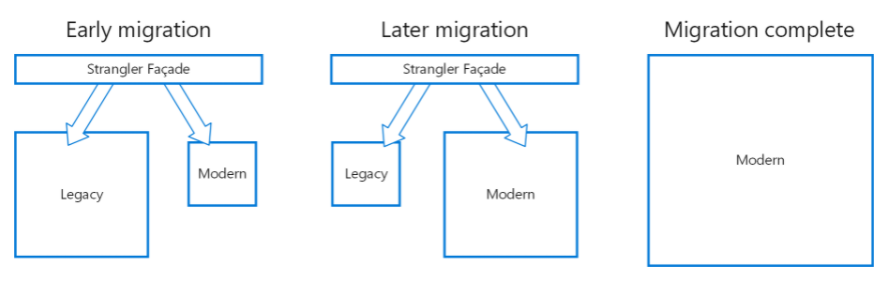 Early migration
Strangler Façade
Legacy
Modern
Later migration
Strangler Façade
Legacy
Modern
Migration complete
Modern